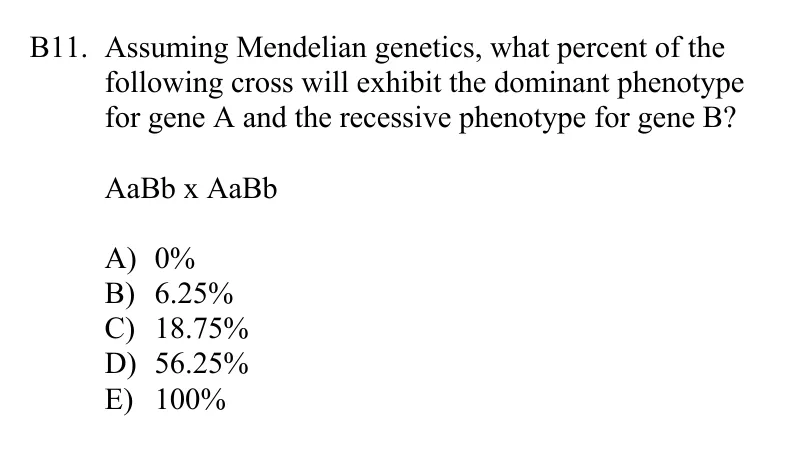 B11. Assuming Mendelian genetics, what percent of the
following cross will exhibit the dominant phenotype
for gene A and the recessive phenotype for gene B?
AaBb x AaBb
A) 0%
B) 6.25%
C) 18.75%
D) 56.25%
E) 100%